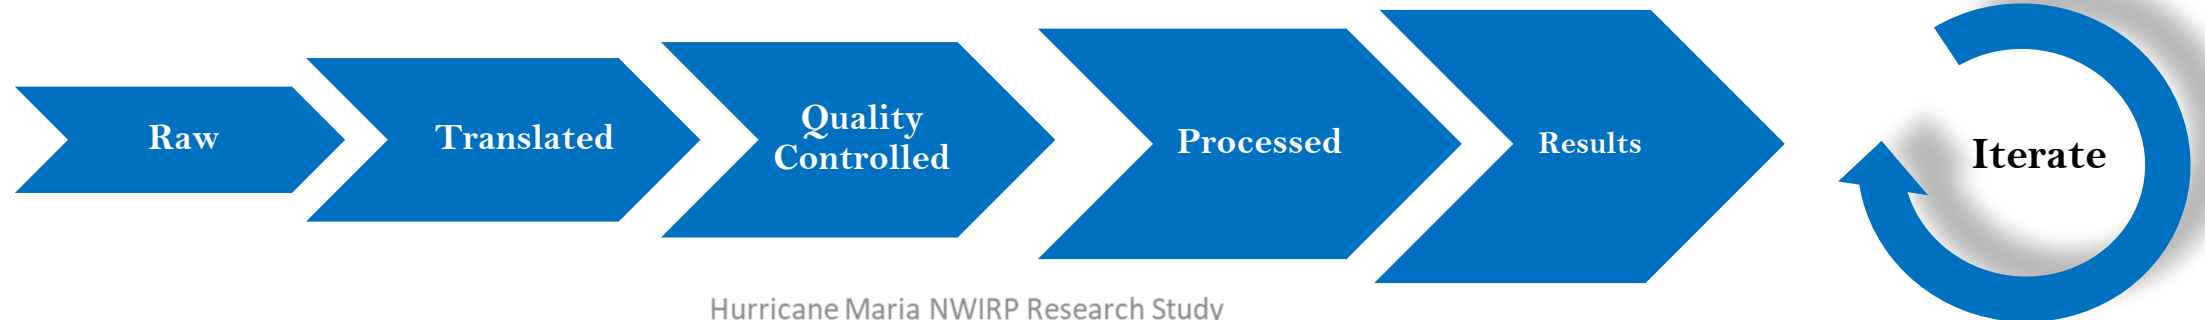 Raw
Translated
Quality
Controlled
Processed
Results
Iterate
Hurricane Maria NWIRP Research Study